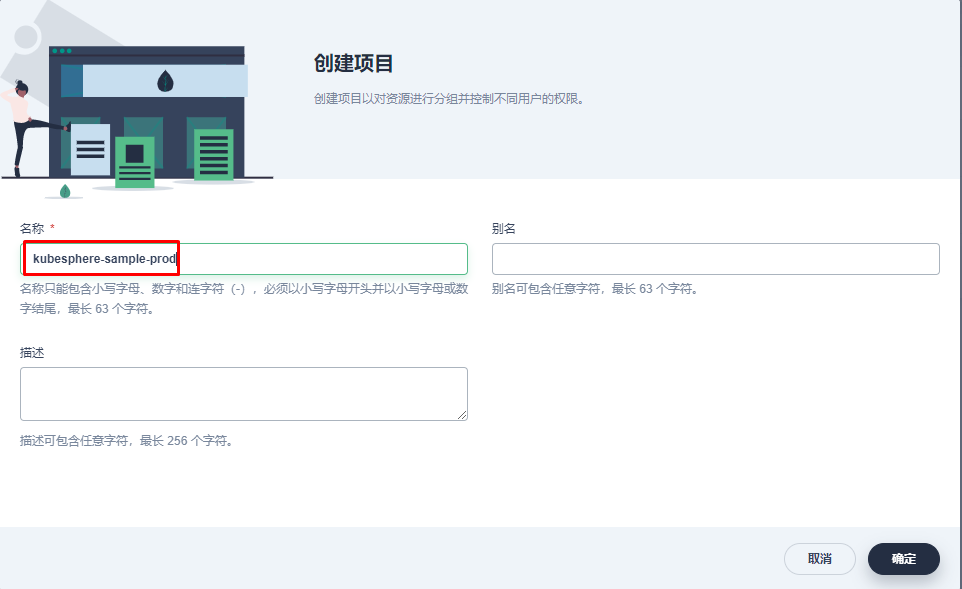 创建项目
创建项目以对资源进行分组并控制不同用户的权限。
名称 *
kubesphere-sample-prod
名称只能包含小写字母、数字和连字符（-），必须以小写字母开头并以小写字母或数
字结尾，最长 63 个字符。
别名
别名可包含任意字符，最长 63 个字符。
描述
描述可包含任意字符，最长 256 个字符。
取消
确定